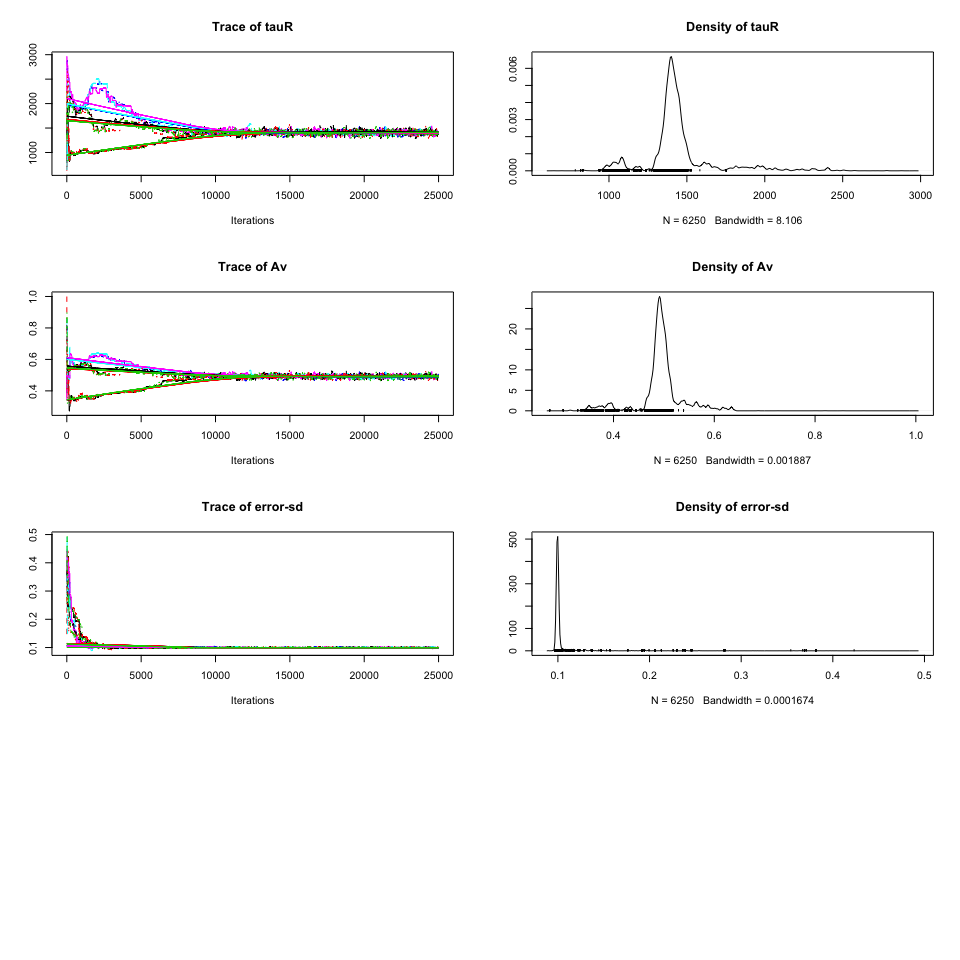 Trace of tauR
1000 2000 3000
0 5000 10000 15000 20000 25000
Iterations
Density of tauR
0.000 0.003 0.006
1000 1500 2000 2500 3000
N = 6250 Bandwidth = 8.106
Trace of Av
0.4 0.6 0.8 1.0
0 5000 10000 15000 20000 25000
Iterations
Density of Av
0 5 10 20
0.4 0.6 0.8 1.0
N = 6250 Bandwidth = 0.001887
Trace of error-sd
0.1 0.2 0.3 0.4 0.5
0 5000 10000 15000 20000 25000
Iterations
Density of error-sd
0 100 300 500
0.1 0.2 0.3 0.4 0.5
N = 6250 Bandwidth = 0.0001674